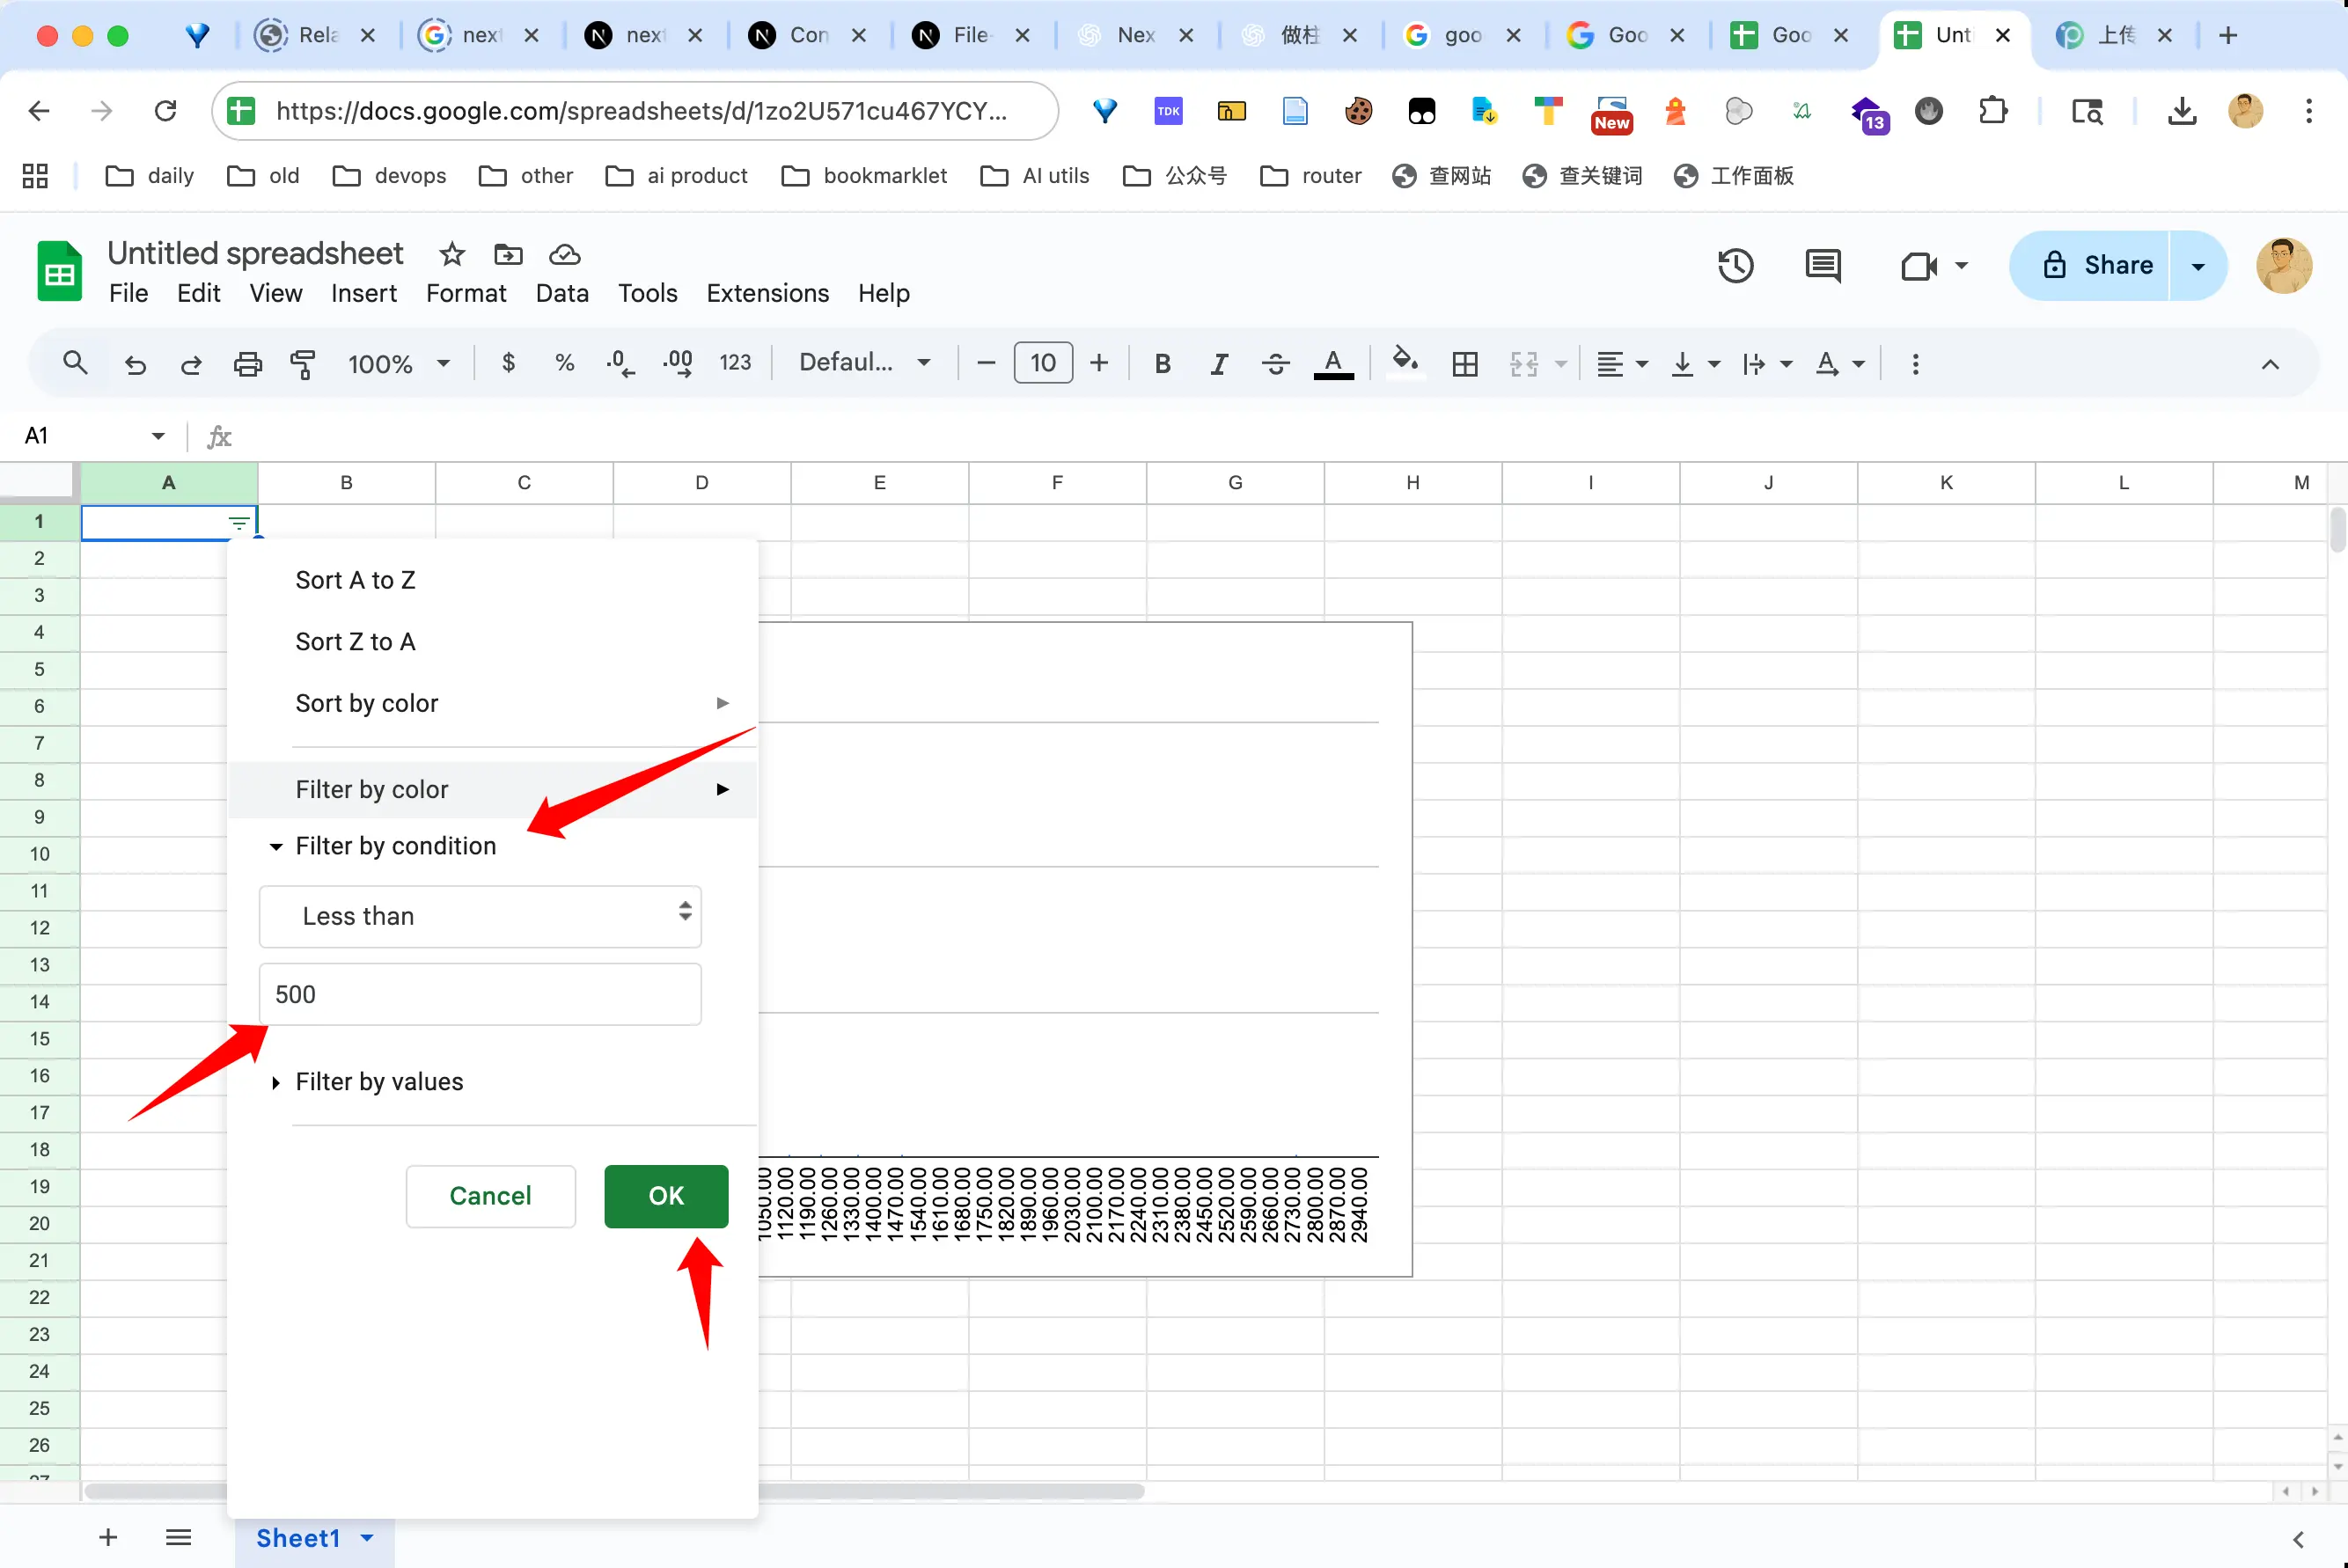 Rela
next
next
Con
File-
Nex
做柱
goo
Goo
Goo
Unti
上传
https://docs.google.com/spreadsheets/d/1zo2U571cu467YCY...
TDK
New
13
daily
old
devops
other
ai product
bookmarklet
AI utils
公众号
router
查网站
查关键词
工作面板
Untitled spreadsheet
File Edit View Insert Format Data Tools Extensions Help
Share
100%
$ % .0 .00 123
Defaul...
10
B I A
A1
fx
A B C D E F G H I J K L M
1
2
3
4
5
6
7
8
9
10
11
12
13
14
15
16
17
18
19
20
21
22
23
24
25
26
27
Sort A to Z
Sort Z to A
Sort by color
Filter by color
Filter by condition
Less than
500
Filter by values
Cancel
OK
1050.00
1120.00
1190.00
1260.00
1330.00
1400.00
1470.00
1540.00
1610.00
1680.00
1750.00
1820.00
1890.00
1960.00
2030.00
2100.00
2170.00
2240.00
2310.00
2380.00
2450.00
2520.00
2590.00
2660.00
2730.00
2800.00
2870.00
2940.00
Sheet1